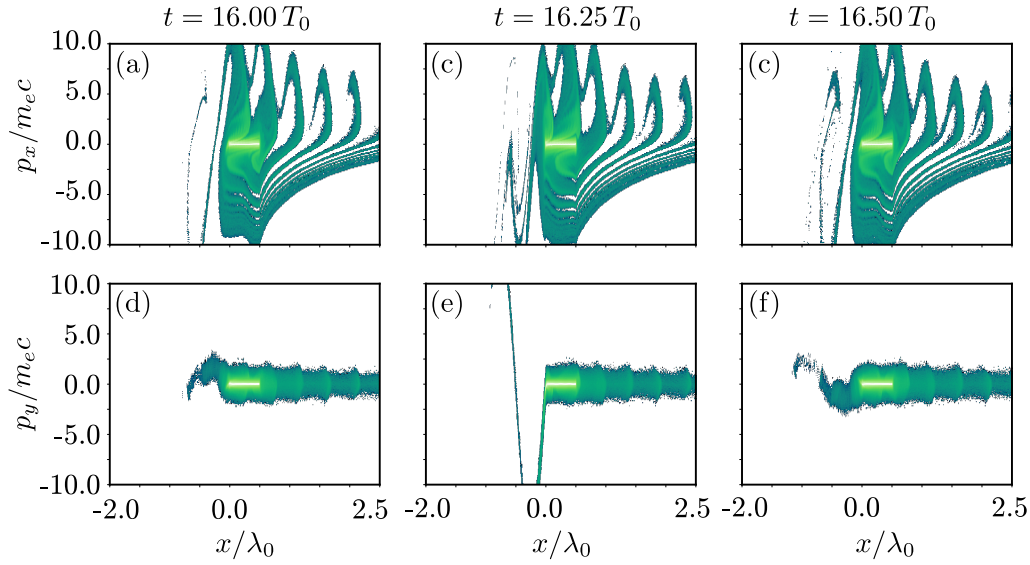 t = 16.00 T₀ t = 16.25 T₀ t = 16.50 T₀
10.0 (a) (c) (c)
5.0
pₓ/mₑc 0.0
-5.0
-10.0
10.0 (d) (e) (f)
5.0
p_y/mₑc 0.0
-5.0
-10.0
-2.0 0.0 2.5 -2.0 0.0 2.5 -2.0 0.0 2.5
x/λ₀ x/λ₀ x/λ₀